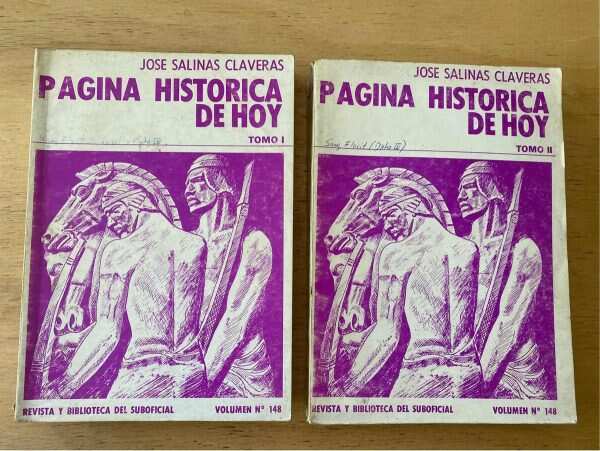 JOSE SALINAS CLAVERAS
PAGINA HISTORICA
DE HOY
TOMO I
REVISTA Y BIBLIOTECA DEL SUBOFICIAL VOLUMEN Nº 148
JOSE SALINAS CLAVERAS
PAGINA HISTORICA
DE HOY
TOMO II
REVISTA Y BIBLIOTECA DEL SUBOFICIAL VOLUMEN Nº 148